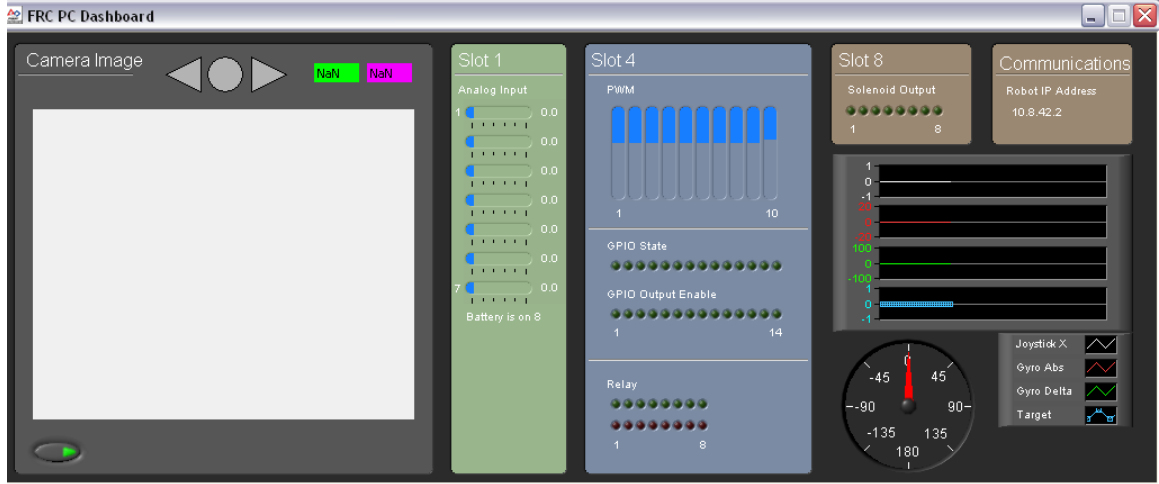 FRC PC Dashboard
Camera Image
NaN NaN
Slot 1
Analog Input
1 0.0
0.0
0.0
0.0
0.0
0.0
7 0.0
Battery is on 8
Slot 4
PWM
1 10
GPIO State
GPIO Output Enable
1 14
Relay
1 8
Slot 8
Solenoid Output
1 8
Communications
Robot IP Address
10.8.42.2
1
0
-1
0
100
0
-100
1
0
-1
0
-45 45
-90 90
-135 135
180
Joystick X
Gyro Abs
Gyro Delta
Target